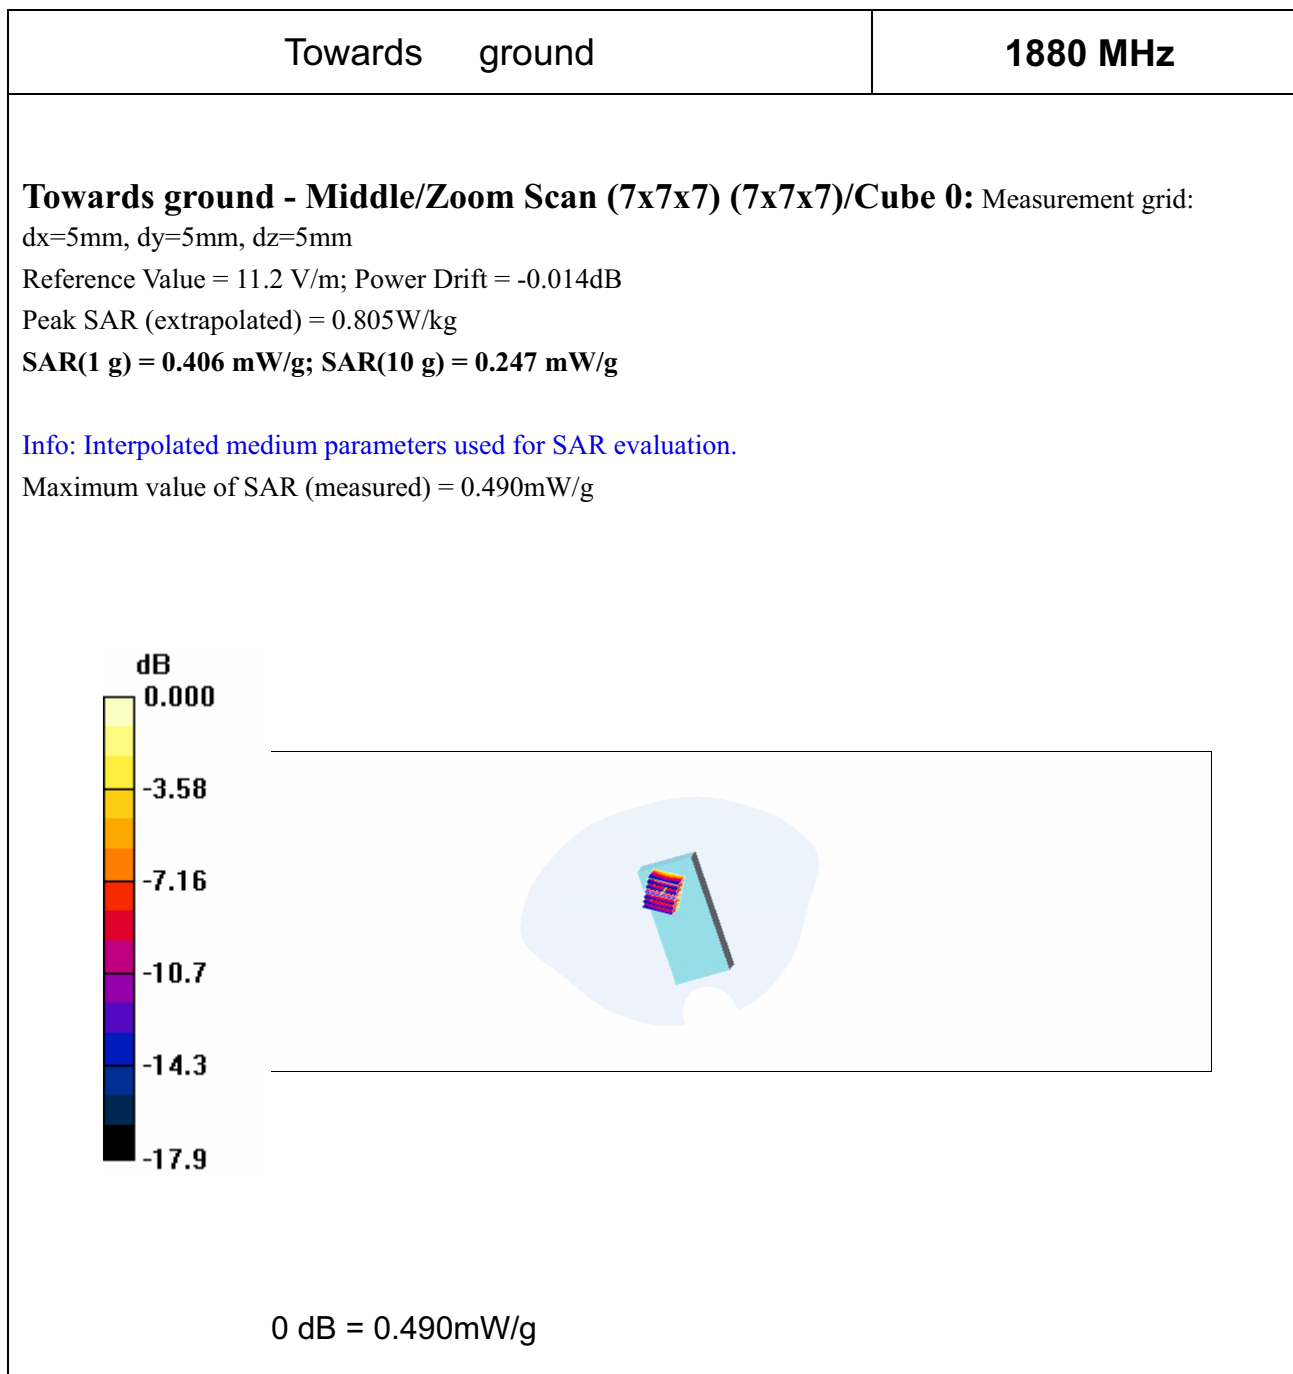 Towards ground
1880 MHz
Towards ground - Middle/Zoom Scan (7x7x7) (7x7x7)/Cube 0: Measurement grid:
dx=5mm, dy=5mm, dz=5mm
Reference Value = 11.2 V/m; Power Drift = -0.014dB
Peak SAR (extrapolated) = 0.805W/kg
SAR(1 g) = 0.406 mW/g; SAR(10 g) = 0.247 mW/g
Info: Interpolated medium parameters used for SAR evaluation.
Maximum value of SAR (measured) = 0.490mW/g
dB
0.000
-3.58
-7.16
-10.7
-14.3
-17.9
0 dB = 0.490mW/g